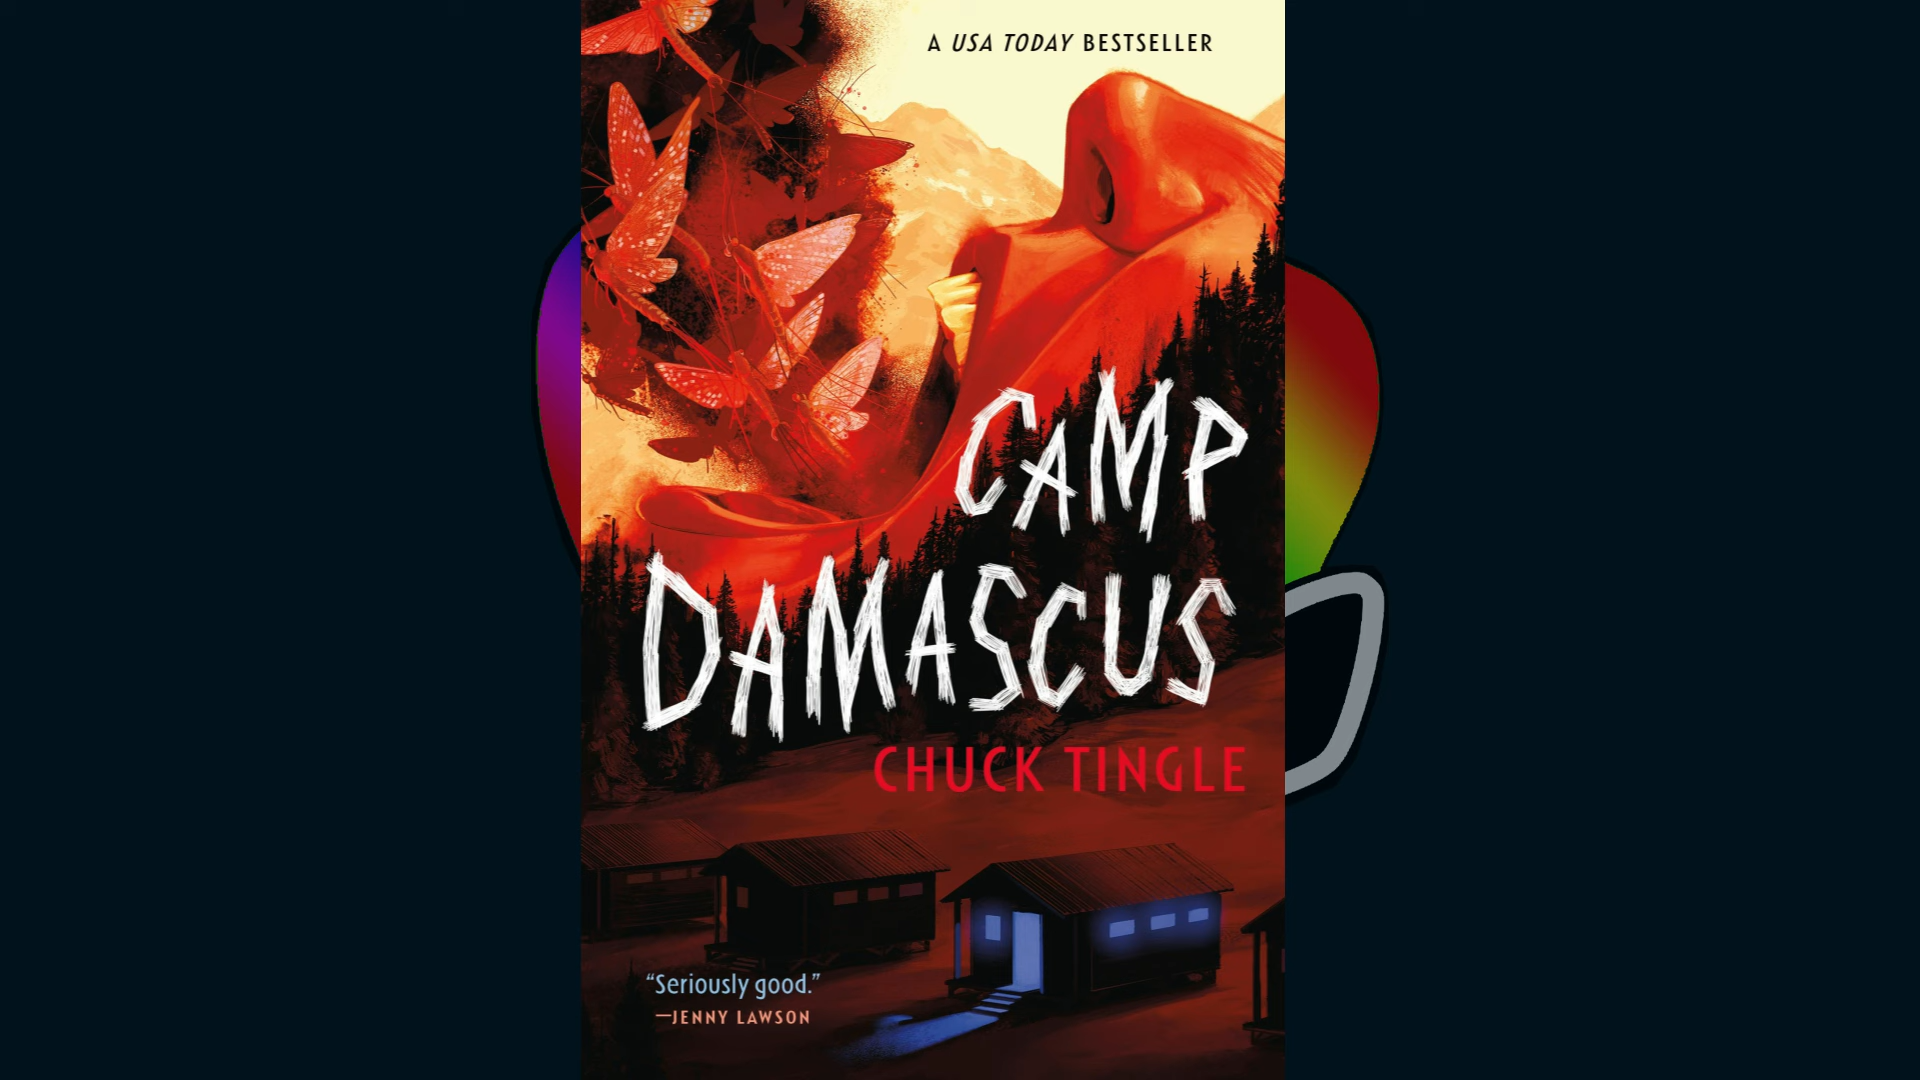 A USA TODAY BESTSELLER
CAMP
DAMASCUS
CHUCK TINGLE
“Seriously good.”
—JENNY LAWSON